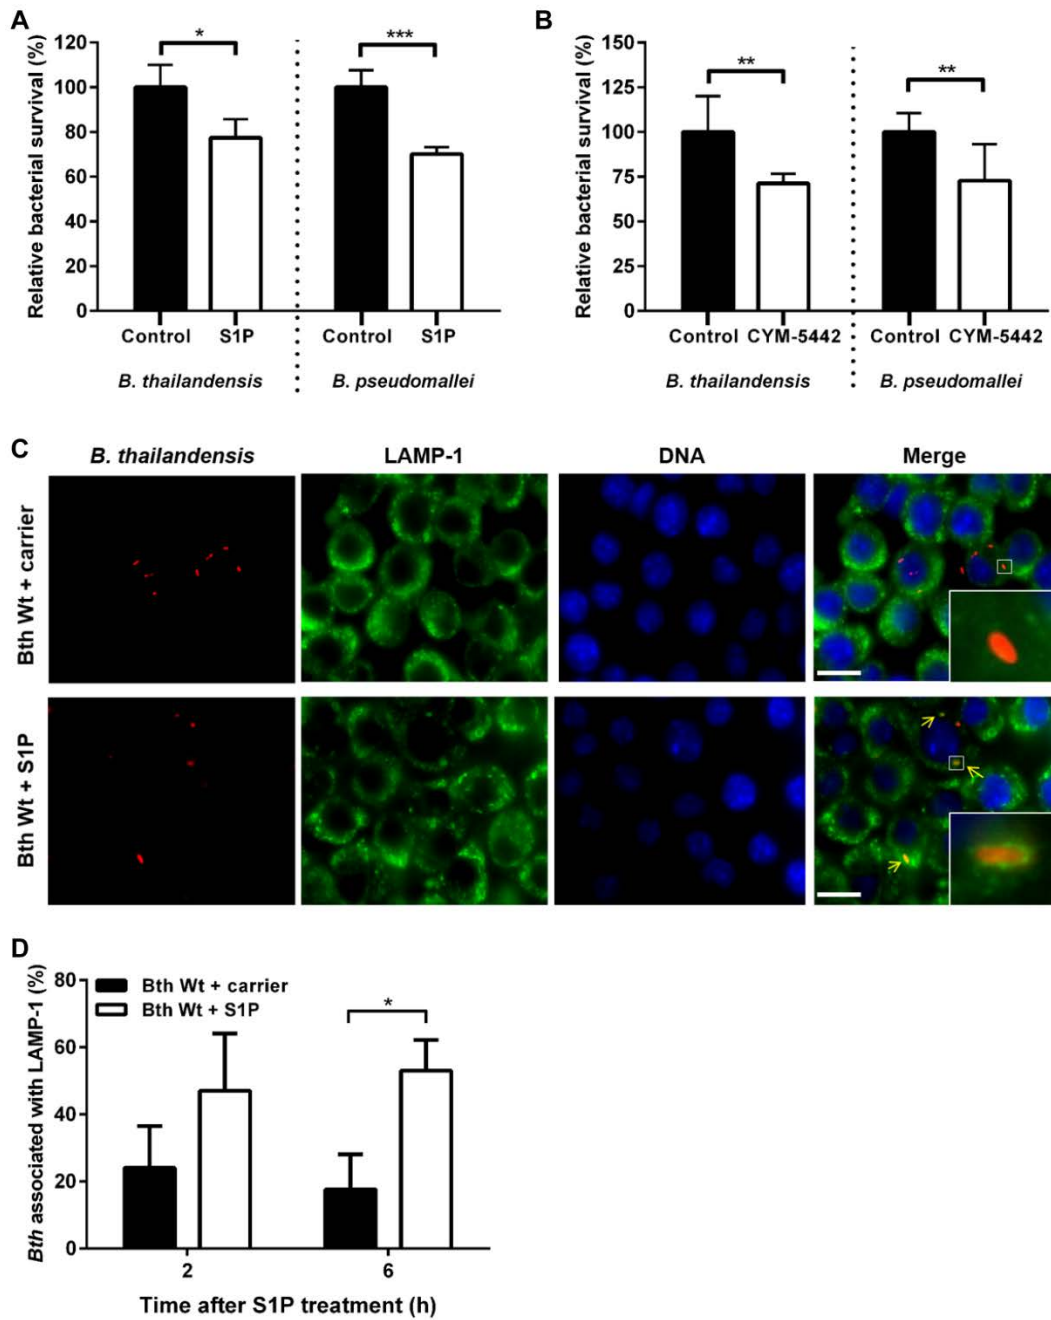 A
Relative bacterial survival (%)
120
100
80
60
40
20
0
*
***
Control S1P Control S1P
B. thailandensis B. pseudomallei
B
Relative bacterial survival (%)
150
125
100
75
50
25
0
**
**
Control CYM-5442 Control CYM-5442
B. thailandensis B. pseudomallei
C
B. thailandensis LAMP-1 DNA Merge
Bth Wt + carrier
Bth Wt + S1P
D
Bth associated with LAMP-1 (%)
80
60
40
20
0
Bth Wt + carrier
Bth Wt + S1P
*
2 6
Time after S1P treatment (h)